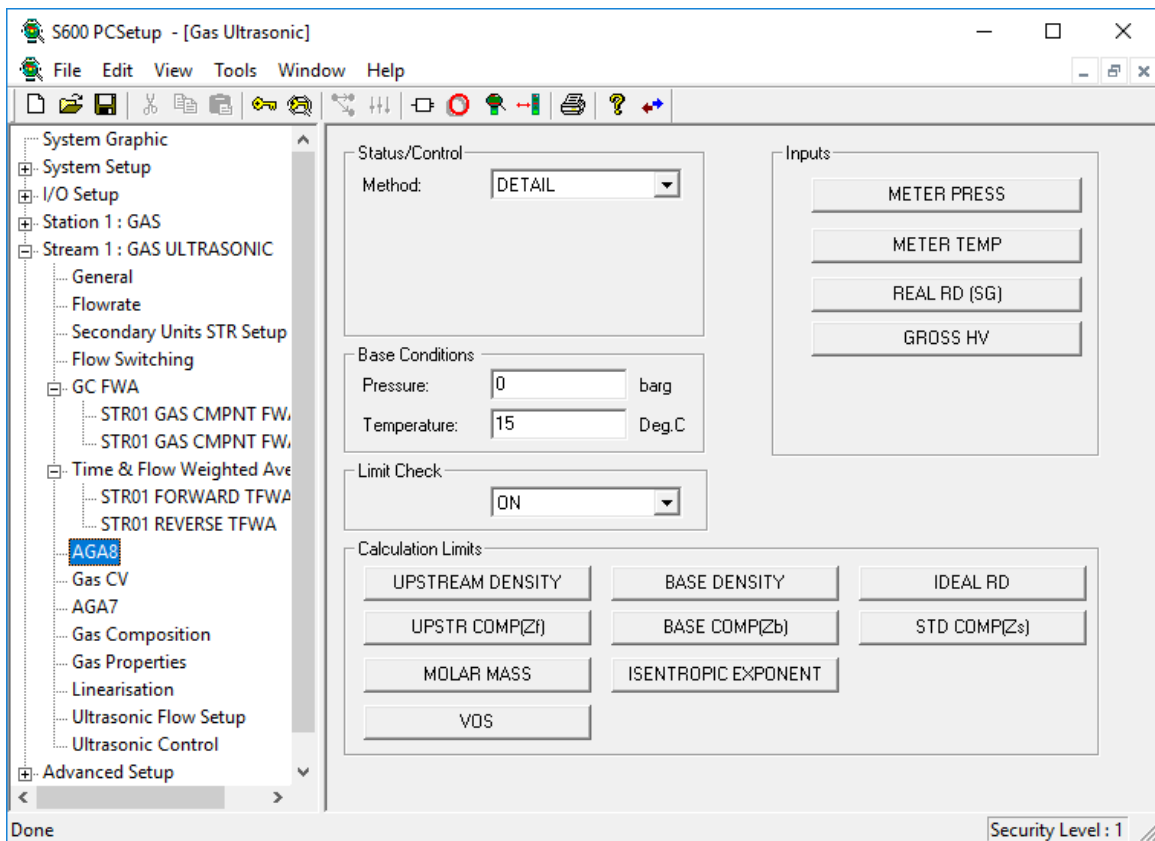 S600 PCSetup - [Gas Ultrasonic]
File Edit View Tools Window Help
System Graphic
System Setup
I/O Setup
Station 1 : GAS
Stream 1 : GAS ULTRASONIC
General
Flowrate
Secondary Units STR Setup
Flow Switching
GC FWA
STR01 GAS CMPNT FW
STR01 GAS CMPNT FW
Time & Flow Weighted Ave
STR01 FORWARD TFWA
STR01 REVERSE TFWA
AGA8
Gas CV
AGA7
Gas Composition
Gas Properties
Linearisation
Ultrasonic Flow Setup
Ultrasonic Control
Advanced Setup
Status/Control
Method: DETAIL
Base Conditions
Pressure: 0 barg
Temperature: 15 Deg.C
Limit Check
ON
Inputs
METER PRESS
METER TEMP
REAL RD (SG)
GROSS HV
Calculation Limits
UPSTREAM DENSITY BASE DENSITY IDEAL RD
UPSTR COMP(Zf) BASE COMP(Zb) STD COMP(Zs)
MOLAR MASS ISENTROPIC EXPONENT
VOS
Done Security Level : 1